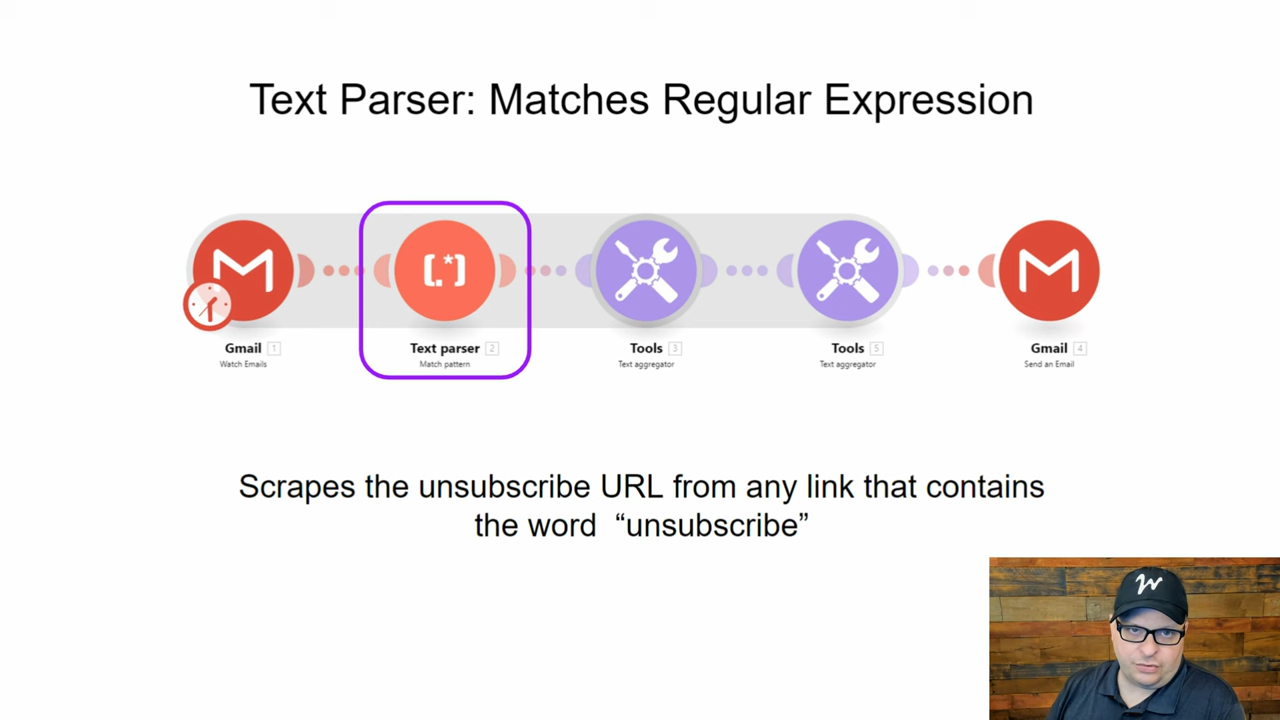 Text Parser: Matches Regular Expression
[.*]
Gmail 1
Watch Emails
Text parser 2
Match pattern
Tools 3
Text aggregator
Tools 5
Text aggregator
Gmail 4
Send an Email
Scrapes the unsubscribe URL from any link that contains
the word “unsubscribe”